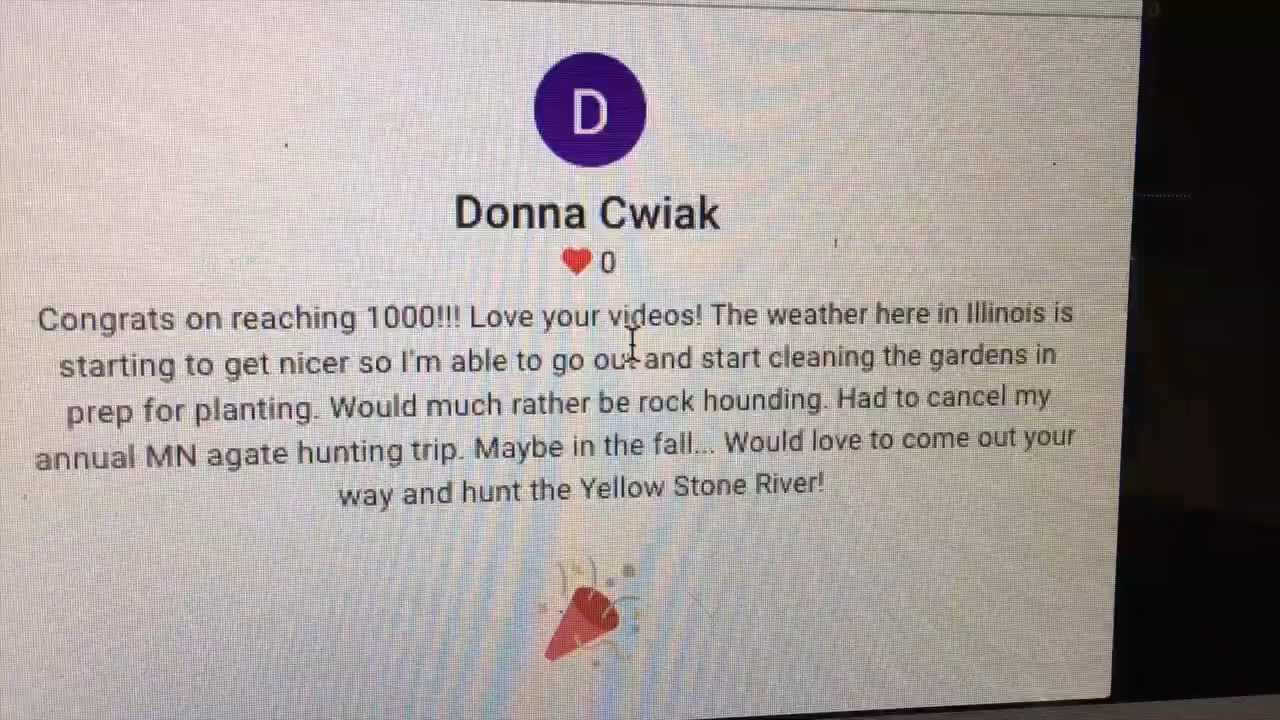 D
Donna Cwiak
0
Congrats on reaching 1000!!! Love your videos! The weather here in Illinois is
starting to get nicer so I'm able to go out and start cleaning the gardens in
prep for planting. Would much rather be rock hounding. Had to cancel my
annual MN agate hunting trip. Maybe in the fall... Would love to come out your
way and hunt the Yellow Stone River!